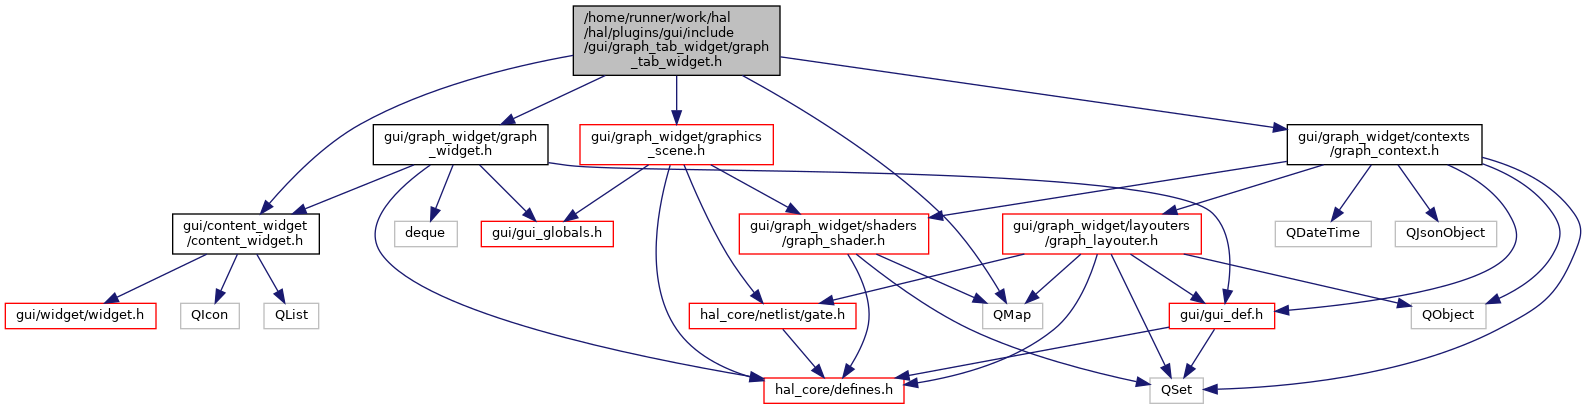 /home/runner/work/hal
/hal/plugins/gui/include
/gui/graph_tab_widget/graph
_tab_widget.h
gui/graph_widget/graph
_widget.h
gui/graph_widget/graphics
_scene.h
gui/graph_widget/contexts
/graph_context.h
gui/content_widget
/content_widget.h
deque
gui/gui_globals.h
gui/graph_widget/shaders
/graph_shader.h
gui/graph_widget/layouters
/graph_layouter.h
QDateTime
QJsonObject
gui/widget/widget.h
QIcon
QList
hal_core/netlist/gate.h
QMap
gui/gui_def.h
QObject
hal_core/defines.h
QSet